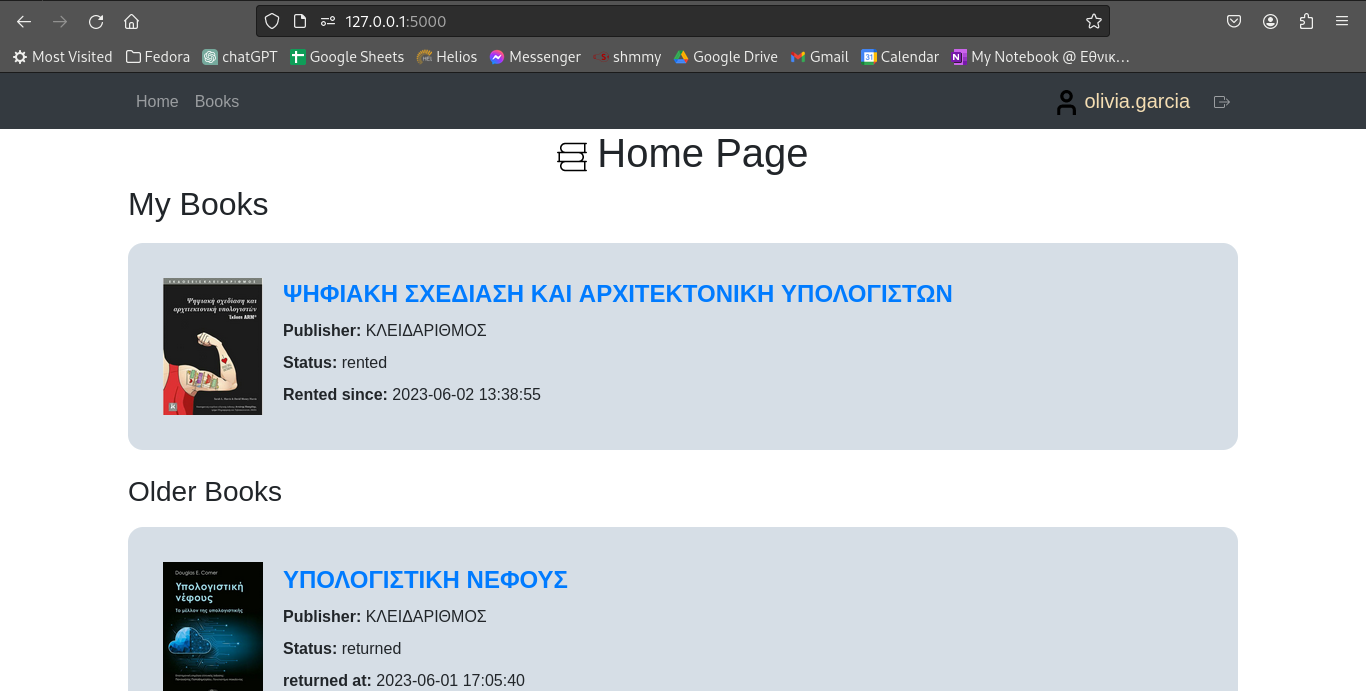 127.0.0.1:5000
Most Visited Fedora chatGPT Google Sheets Helios Messenger shmmy Google Drive Gmail Calendar My Notebook @ Εθνικ…
Home Books olivia.garcia
Home Page
My Books
ΨΗΦΙΑΚΗ ΣΧΕΔΙΑΣΗ ΚΑΙ ΑΡΧΙΤΕΚΤΟΝΙΚΗ ΥΠΟΛΟΓΙΣΤΩΝ
Publisher: ΚΛΕΙΔΑΡΙΘΜΟΣ
Status: rented
Rented since: 2023-06-02 13:38:55
Ψηφιακή σχεδίαση και
αρχιτεκτονική υπολογιστών
Older Books
ΥΠΟΛΟΓΙΣΤΙΚΗ ΝΕΦΟΥΣ
Publisher: ΚΛΕΙΔΑΡΙΘΜΟΣ
Status: returned
returned at: 2023-06-01 17:05:40
Douglas E. Comer
Υπολογιστική
νέφους
Το μέλλον της υπολογιστικής